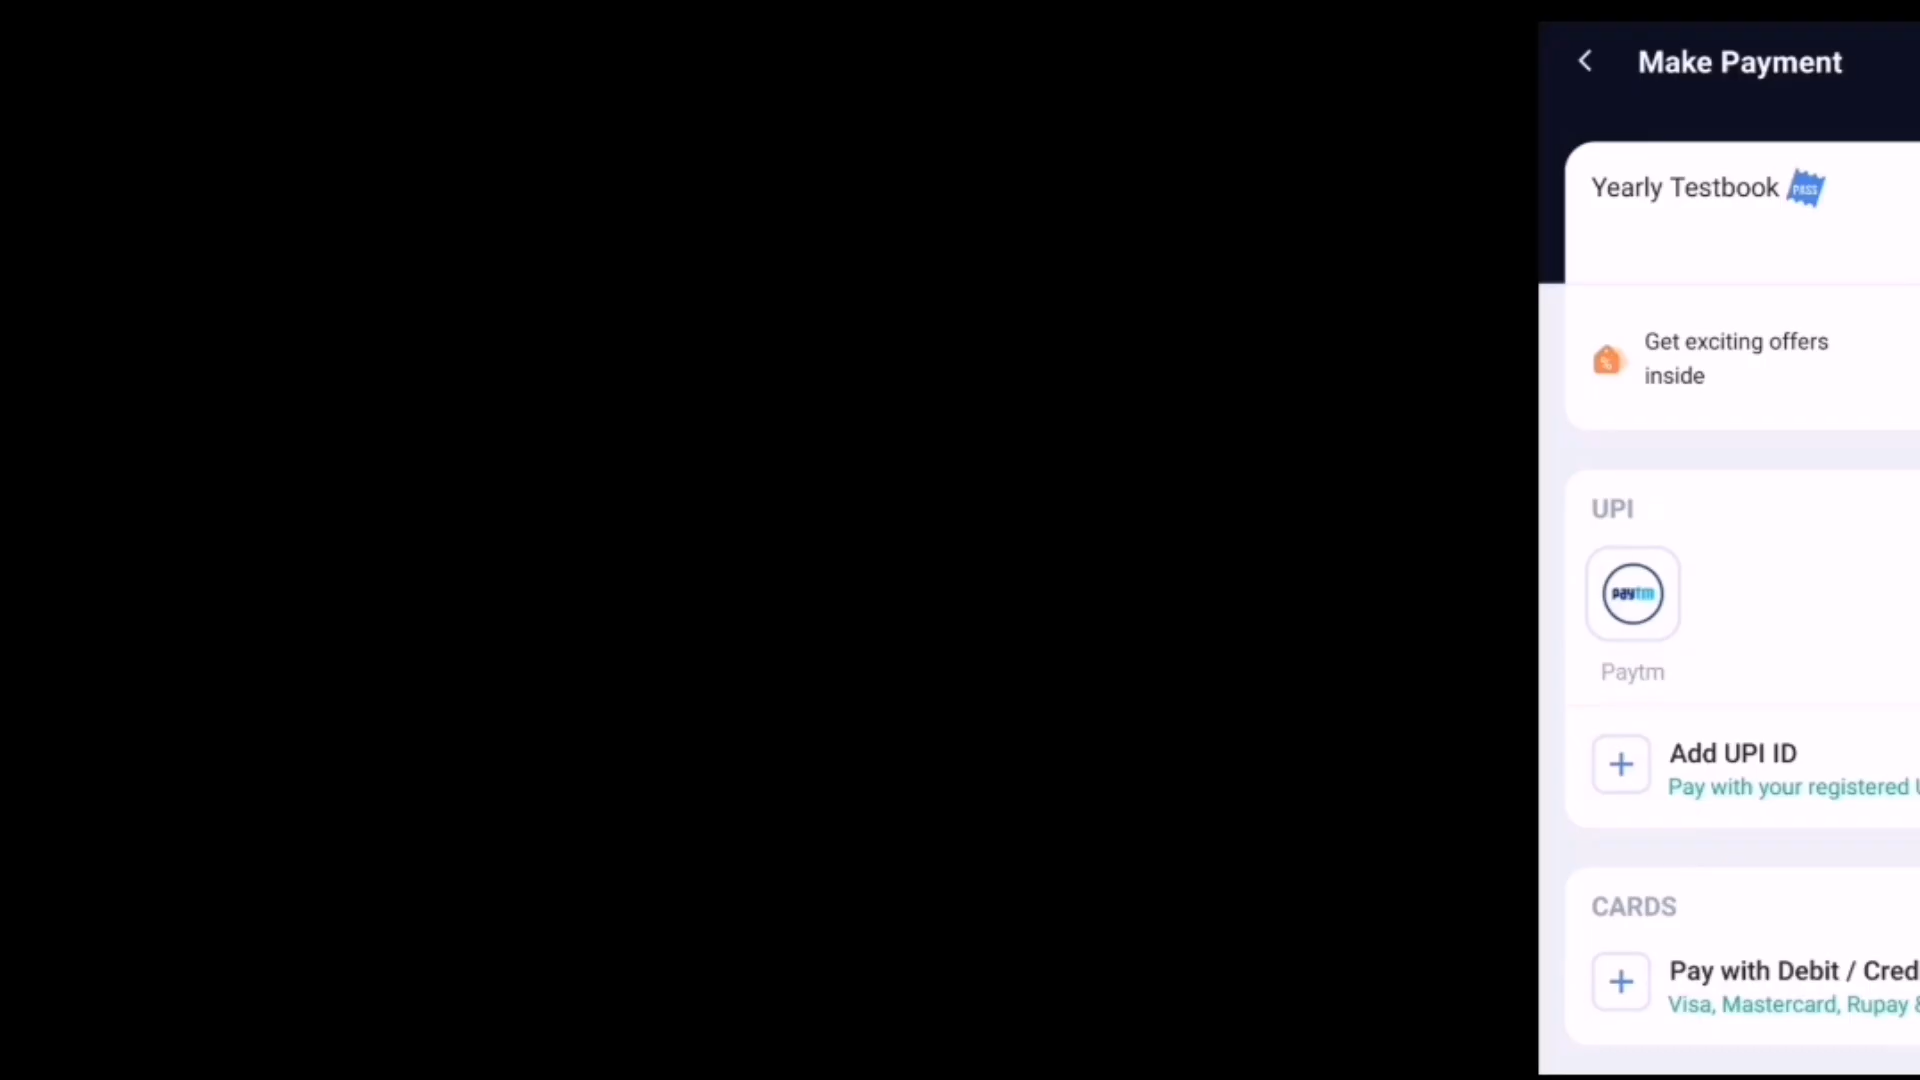 Make Payment
Yearly Testbook PASS
Get exciting offers
inside
UPI
paytm
Paytm
Add UPI ID
Pay with your registered
CARDS
Pay with Debit / Cred
Visa, Mastercard, Rupay &